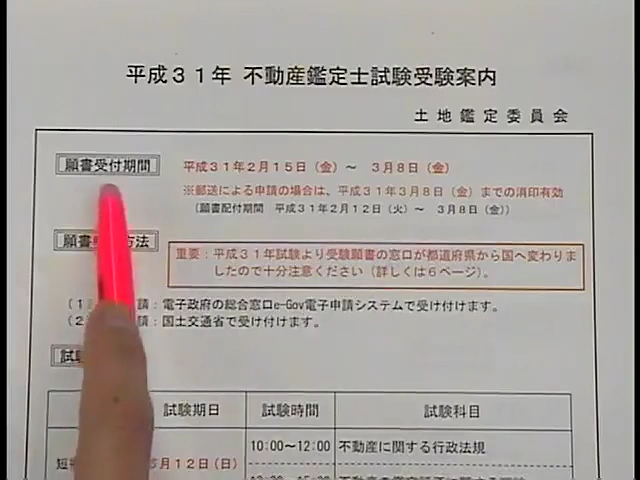 平成31年 不動産鑑定士試験受験案内
土地鑑定委員会
願書受付期間
平成31年2月15日（金）～ 3月8日（金）
※郵送による申請の場合は、平成31年3月8日（金）までの消印有効
（願書配付期間 平成31年2月12日（火）～ 3月8日（金））
願書 方法
重要：平成31年試験より受験願書の窓口が都道府県から国へ変わりま
したので十分注意ください（詳しくは6ページ）。
（1 請：電子政府の総合窓口e-Gov電子申請システムで受け付けます。
（2 請：国土交通省で受け付けます。
試験
試験期日 試験時間 試験科目
短 月12日（日） 10:00～12:00 不動産に関する行政法規